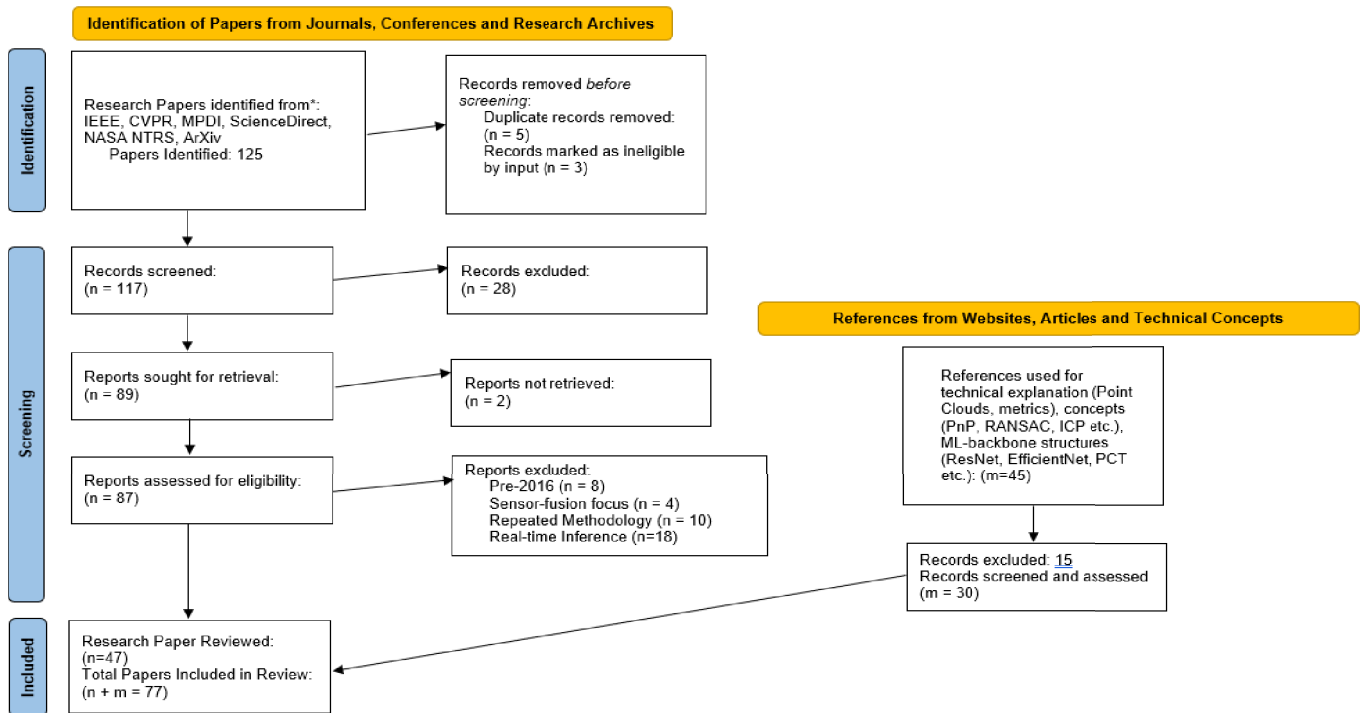 Identification of Papers from Journals, Conferences and Research Archives
Identification
Research Papers identified from*:
IEEE, CVPR, MPDI, ScienceDirect,
NASA NTRS, ArXiv
Papers Identified: 125
Records removed before
screening:
Duplicate records removed:
(n = 5)
Records marked as ineligible
by input (n = 3)
Screening
Records screened:
(n = 117)
Records excluded:
(n = 28)
Reports sought for retrieval:
(n = 89)
Reports not retrieved:
(n = 2)
Reports assessed for eligibility:
(n = 87)
Reports excluded:
Pre-2016 (n = 8)
Sensor-fusion focus (n = 4)
Repeated Methodology (n = 10)
Real-time Inference (n=18)
References from Websites, Articles and Technical Concepts
References used for
technical explanation (Point
Clouds, metrics), concepts
(PnP, RANSAC, ICP etc.),
ML-backbone structures
(ResNet, EfficientNet, PCT
etc.): (m=45)
Records excluded: 15
Records screened and assessed
(m = 30)
Included
Research Paper Reviewed:
(n=47)
Total Papers Included in Review:
(n + m = 77)